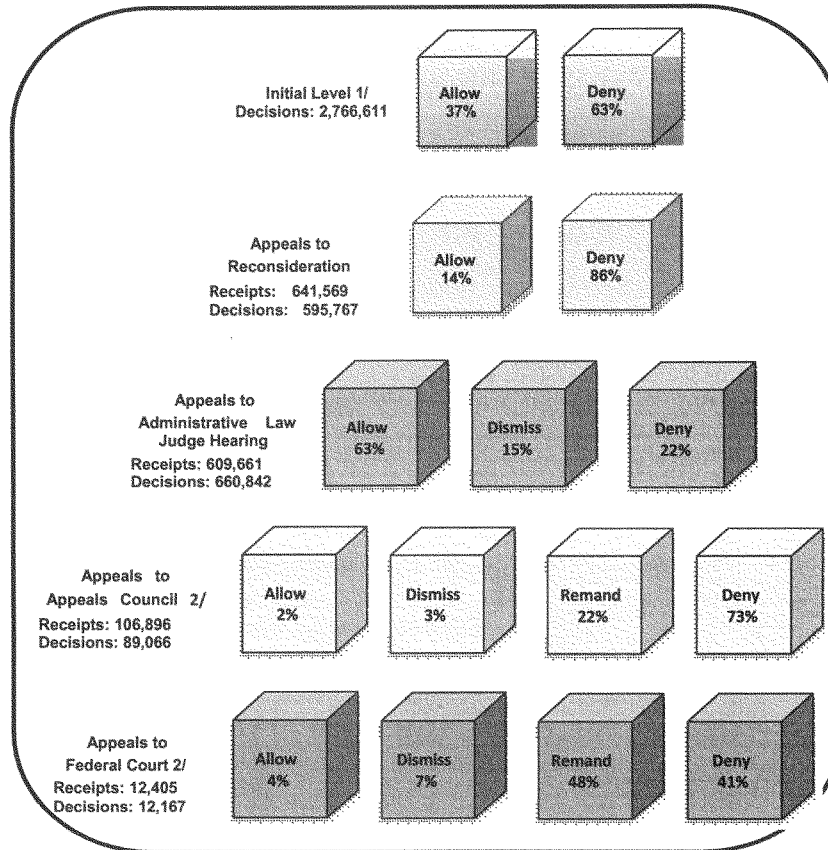 Initial Level 1/
Decisions: 2,766,611
Allow
37%
Deny
63%
Appeals to
Reconsideration
Receipts: 641,569
Decisions: 595,767
Allow
14%
Deny
86%
Appeals to
Administrative Law
Judge Hearing
Receipts: 609,661
Decisions: 660,842
Allow
63%
Dismiss
15%
Deny
22%
Appeals to
Appeals Council 2/
Receipts: 106,896
Decisions: 89,066
Allow
2%
Dismiss
3%
Remand
22%
Deny
73%
Appeals to
Federal Court 2/
Receipts: 12,405
Decisions: 12,167
Allow
4%
Dismiss
7%
Remand
48%
Deny
41%